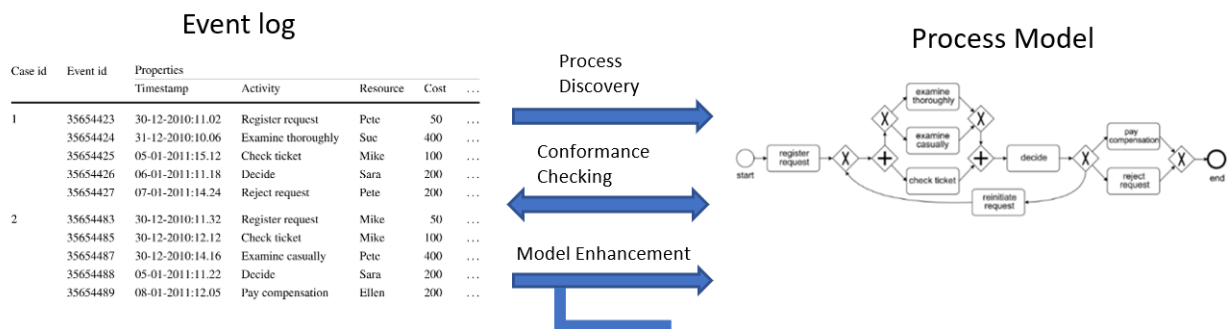 Event log
Case id Event id Properties
Timestamp Activity Resource Cost ...
1 35654423 30-12-2010:11.02 Register request Pete 50 ...
35654424 31-12-2010:10.06 Examine thoroughly Sue 400 ...
35654425 05-01-2011:15.12 Check ticket Mike 100 ...
35654426 06-01-2011:11.18 Decide Sara 200 ...
35654427 07-01-2011:14.24 Reject request Pete 200 ...
2 35654483 30-12-2010:11.32 Register request Mike 50 ...
35654485 30-12-2010:12.12 Check ticket Mike 100 ...
35654487 30-12-2010:14.16 Examine casually Pete 400 ...
35654488 05-01-2011:11.22 Decide Sara 200 ...
35654489 08-01-2011:12.05 Pay compensation Ellen 200 ...
Process
Discovery
Conformance
Checking
Model Enhancement
Process Model
start
register
request
X
+
X
examine
thoroughly
examine
casually
X
check ticket
+
decide
X
reinitiate
request
pay
compensation
reject
request
X
end